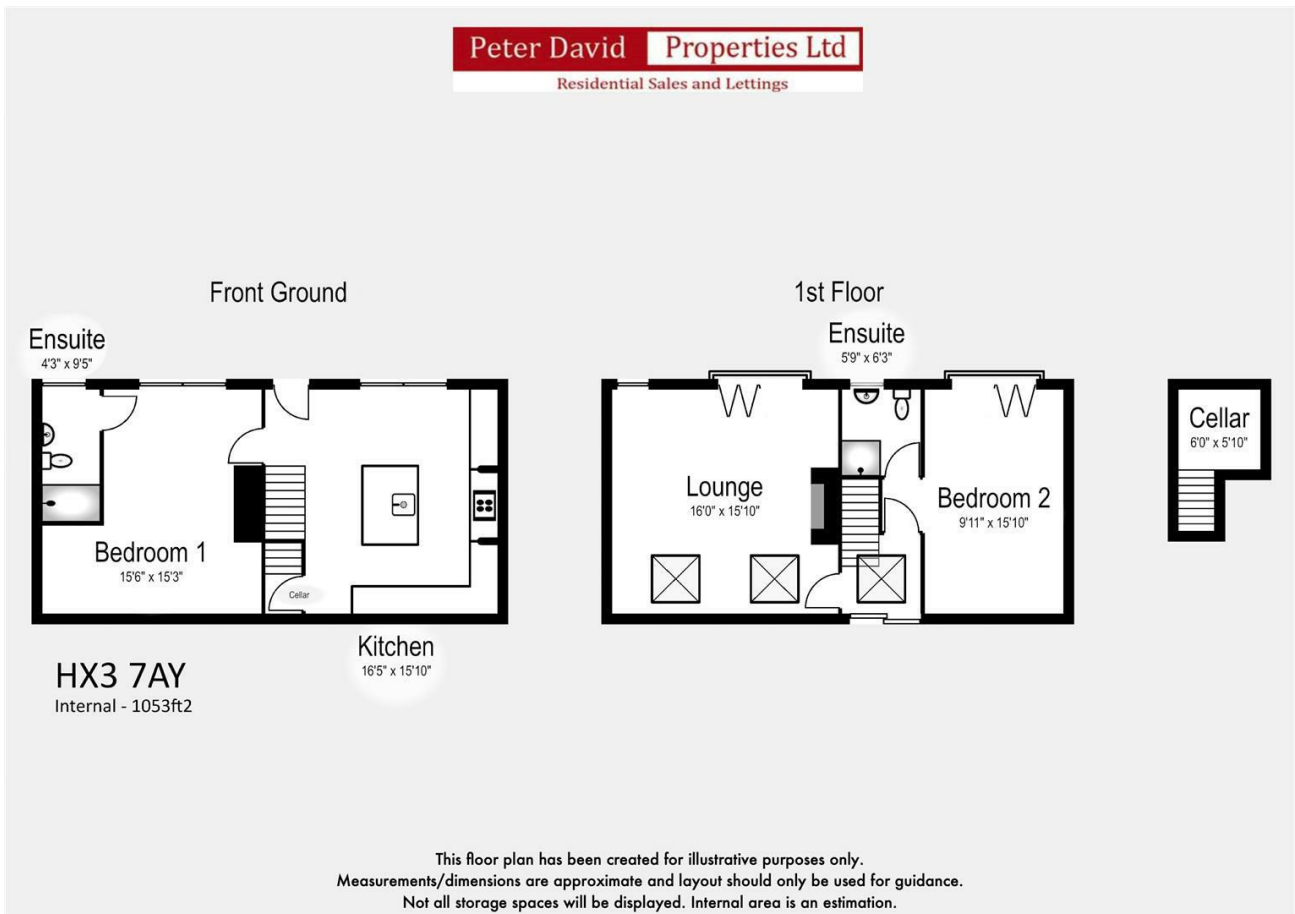 Peter David Properties Ltd
Residential Sales and Lettings
Front Ground
1st Floor
Ensuite
4'3" x 9'5"
Ensuite
5'9" x 6'3"
Cellar
6'0" x 5'10"
Lounge
16'0" x 15'10"
Bedroom 2
9'11" x 15'10"
Bedroom 1
15'6" x 15'3"
Cellar
Kitchen
16'5" x 15'10"
HX3 7AY
Internal - 1053ft2
This floor plan has been created for illustrative purposes only.
Measurements/dimensions are approximate and layout should only be used for guidance.
Not all storage spaces will be displayed. Internal area is an estimation.